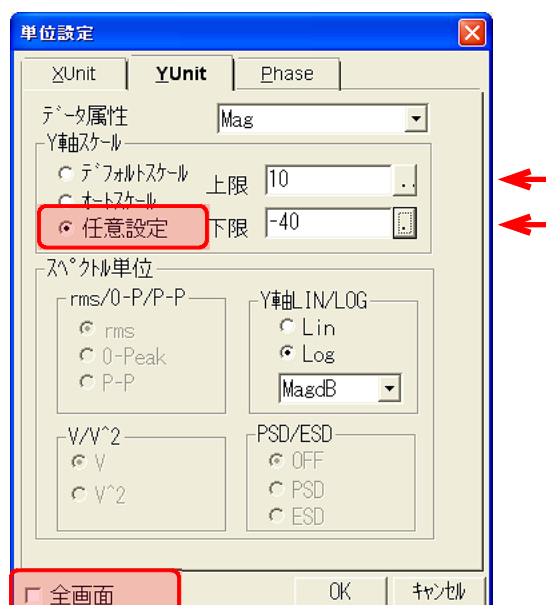 単位設定
XUnit YUnit Phase
データ属性 Mag
Y軸スケール
デフォルトスケール 上限 10 ..
オートスケール
任意設定 下限 -40 .
スペクトル単位
rms/0-P/P-P Y軸LIN/LOG
rms Lin
0-Peak Log
P-P MagdB
V/V^2 PSD/ESD
V OFF
V^2 PSD
ESD
全画面 OK キャンセル